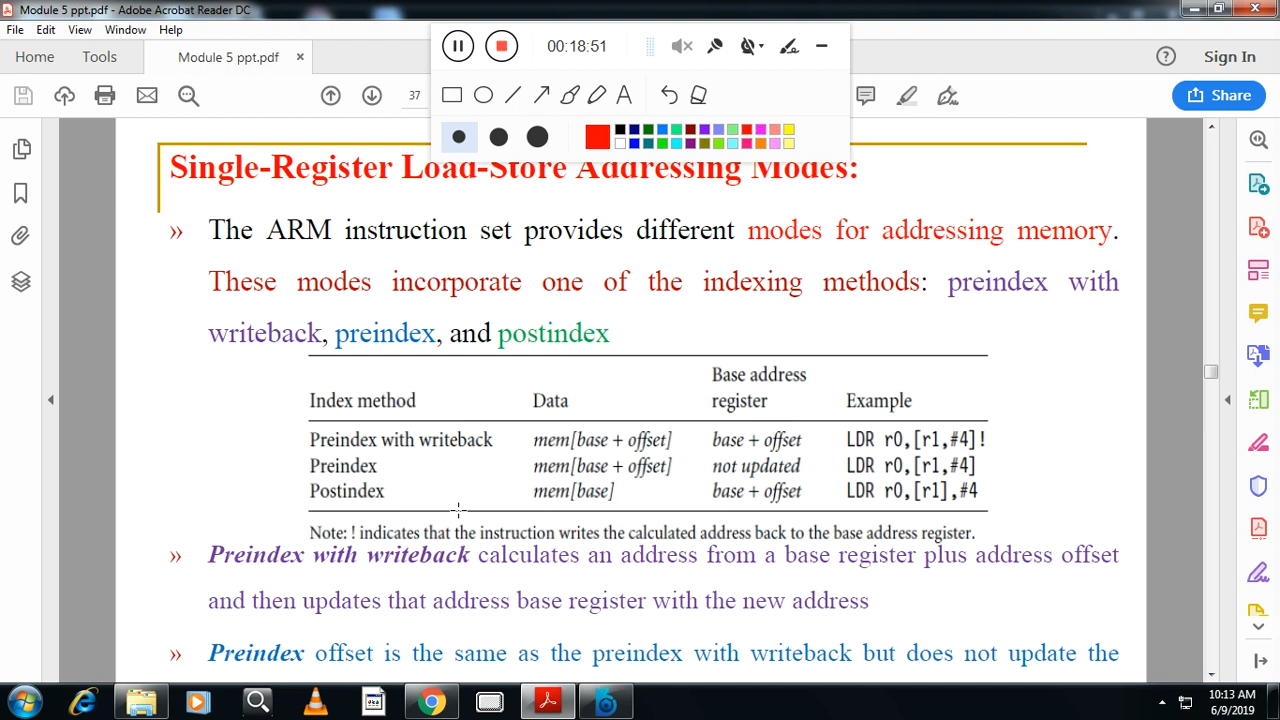 Module 5 ppt.pdf - Adobe Acrobat Reader DC
File Edit View Window Help
Home Tools Module 5 ppt.pdf × 00:18:51 Sign In
37 Share
Single-Register Load-Store Addressing Modes:
» The ARM instruction set provides different modes for addressing memory.
These modes incorporate one of the indexing methods: preindex with
writeback, preindex, and postindex
Base address
Index method Data register Example
Preindex with writeback mem[base + offset] base + offset LDR r0,[r1,#4]!
Preindex mem[base + offset] not updated LDR r0,[r1,#4]
Postindex mem[base] base + offset LDR r0,[r1],#4
Note: ! indicates that the instruction writes the calculated address back to the base address register.
» Preindex with writeback calculates an address from a base register plus address offset
and then updates that address base register with the new address
» Preindex offset is the same as the preindex with writeback but does not update the
10:13 AM
6/9/2019